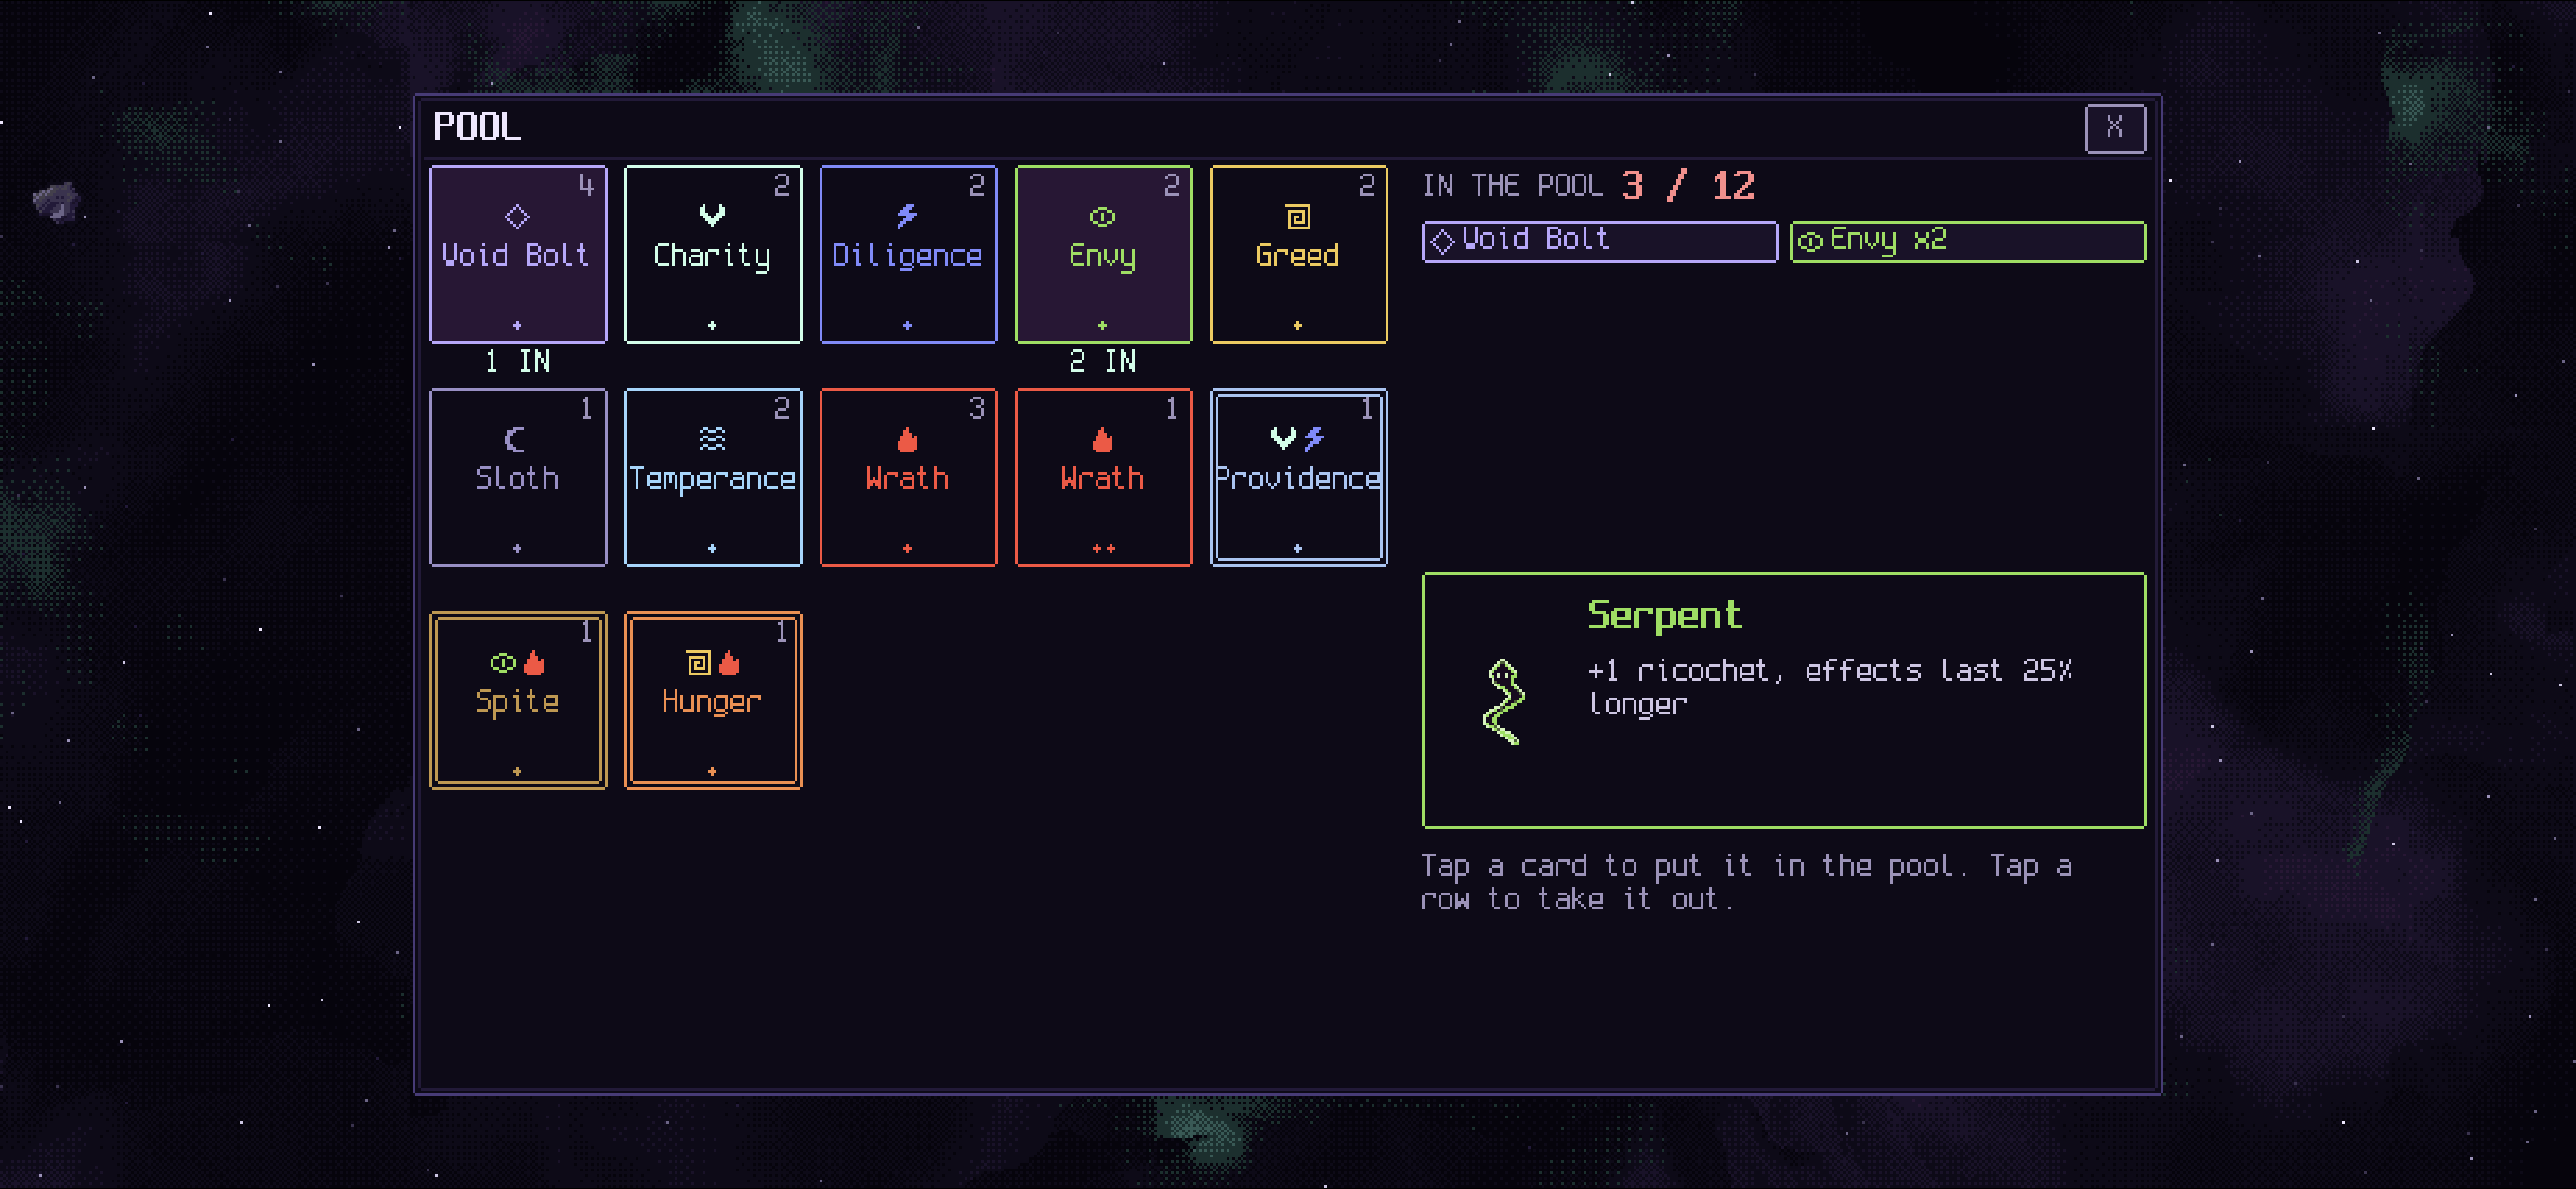 POOL
X
4
Void Bolt
+
1 IN
2
Charity
+
2
Diligence
+
2
Envy
+
2 IN
2
Greed
+
1
Sloth
+
2
Temperance
+
3
Wrath
+
1
Wrath
++
1
Providence
+
1
Spite
+
1
Hunger
+
IN THE POOL 3 / 12
Void Bolt
Envy x2
Serpent
+1 ricochet, effects last 25%
longer
Tap a card to put it in the pool. Tap a
row to take it out.